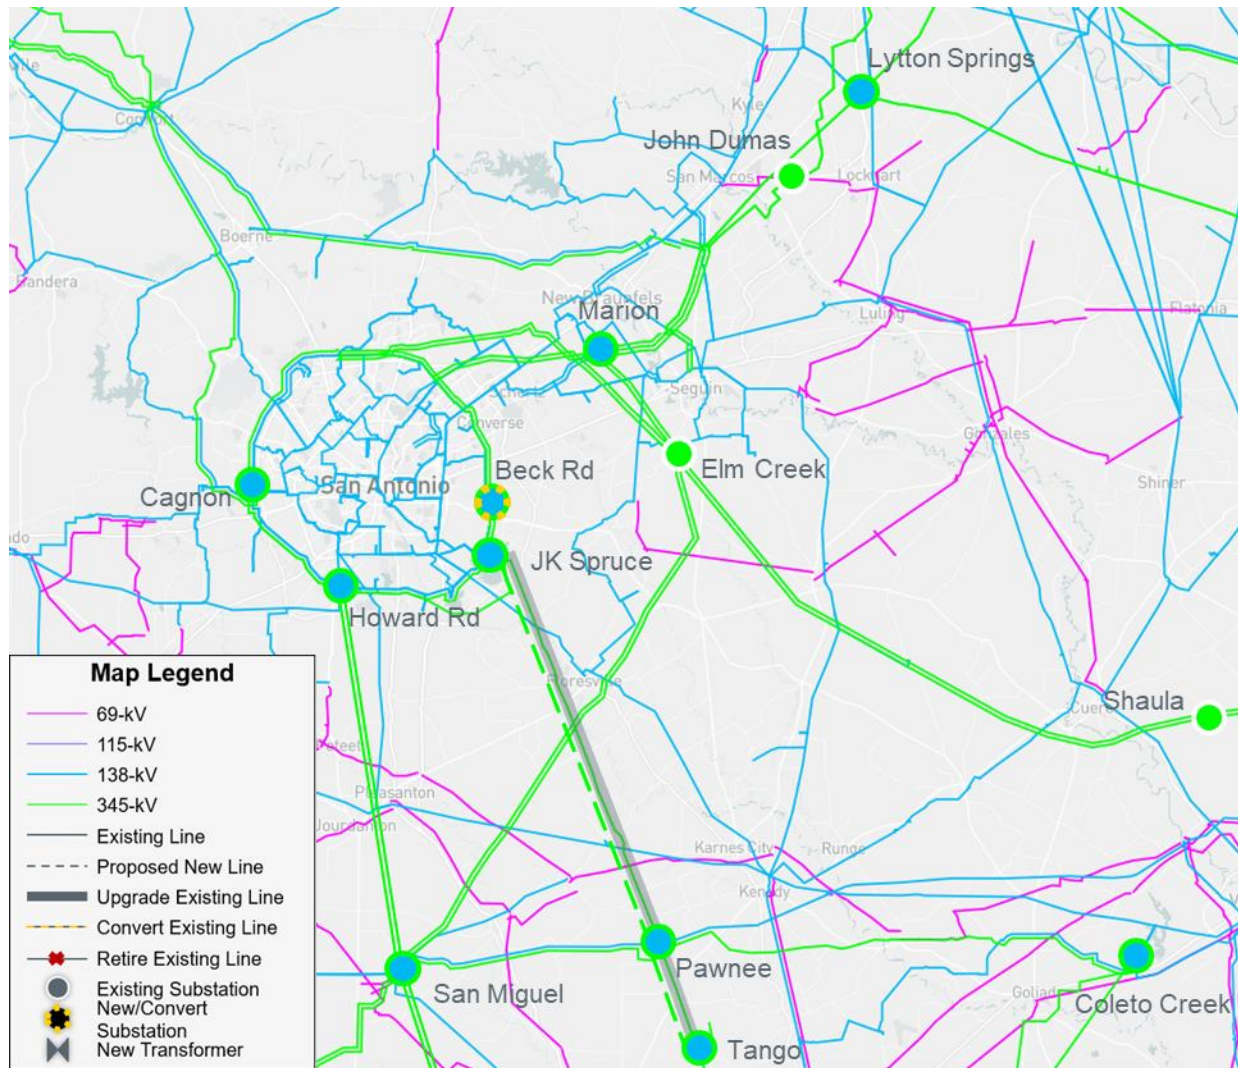 Lytton Springs
Kyle
John Dumas
San Marcos
Lockhart
Comfort
Boerne
Bandera
New Braunfels
Marion
Luling
Flatonia
Seguin
Schertz
Converse
Gonzales
Beck Rd
Elm Creek
Cagnon
San Antonio
Shiner
JK Spruce
Howard Rd
Floresville
Cuero
Shaula
Poteet
Pleasanton
Jourdanton
Karnes City
Runge
Kenedy
Pawnee
San Miguel
Goliad
Coleto Creek
Tango
Map Legend
69-kV
115-kV
138-kV
345-kV
Existing Line
Proposed New Line
Upgrade Existing Line
Convert Existing Line
Retire Existing Line
Existing Substation
New/Convert
Substation
New Transformer